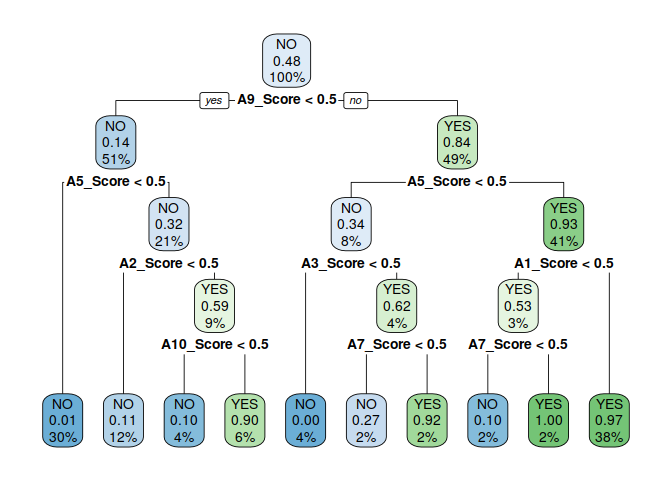 NO
0.48
100%
yes A9_Score < 0.5 no
NO
0.14
51%
YES
0.84
49%
A5_Score < 0.5
A5_Score < 0.5
NO
0.32
21%
NO
0.34
8%
YES
0.93
41%
A2_Score < 0.5
A3_Score < 0.5
A1_Score < 0.5
YES
0.59
9%
YES
0.62
4%
YES
0.53
3%
A10_Score < 0.5
A7_Score < 0.5
A7_Score < 0.5
NO
0.01
30%
NO
0.11
12%
NO
0.10
4%
YES
0.90
6%
NO
0.00
4%
NO
0.27
2%
YES
0.92
2%
NO
0.10
2%
YES
1.00
2%
YES
0.97
38%